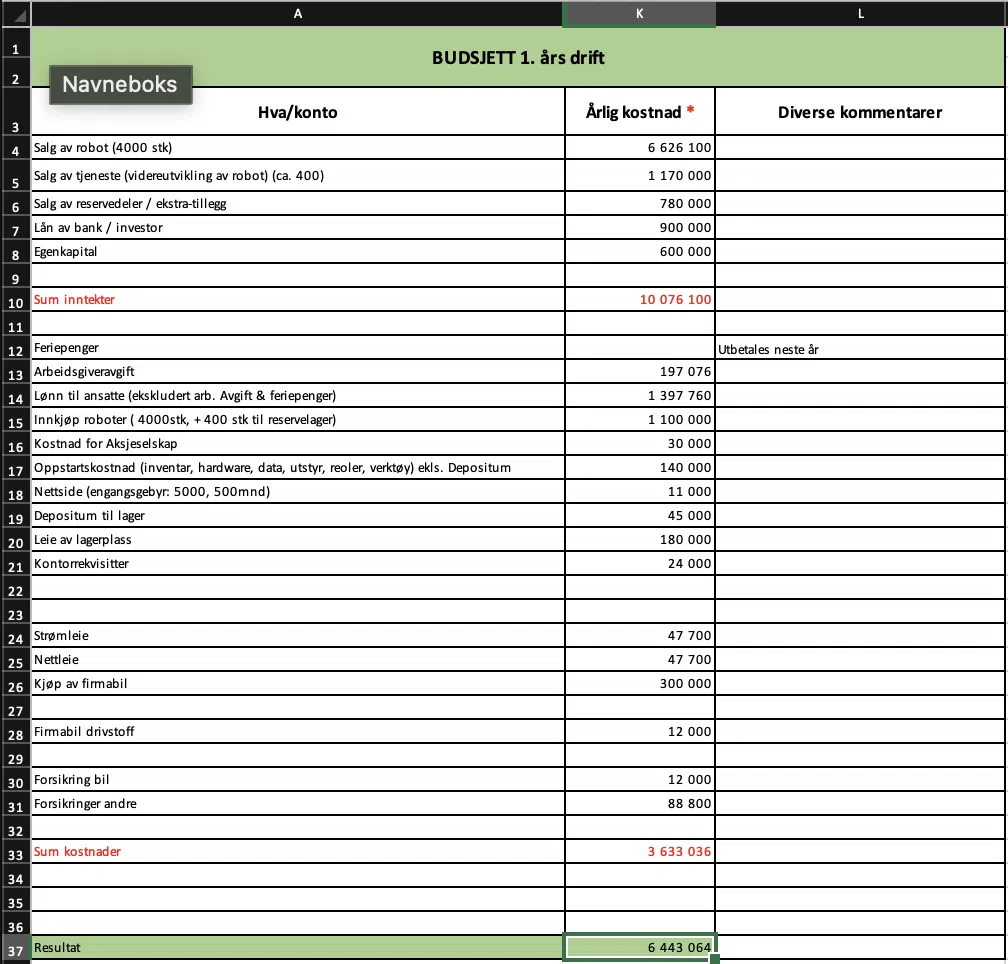 A K L
1 BUDSJETT 1. års drift
2
Navneboks
3 Hva/konto Årlig kostnad * Diverse kommentarer
4 Salg av robot (4000 stk) 6 626 100
5 Salg av tjeneste (videreutvikling av robot) (ca. 400) 1 170 000
6 Salg av reservedeler / ekstra-tillegg 780 000
7 Lån av bank / investor 900 000
8 Egenkapital 600 000
9
10 Sum inntekter 10 076 100
11
12 Feriepenger Utbetales neste år
13 Arbeidsgiveravgift 197 076
14 Lønn til ansatte (ekskludert arb. Avgift & feriepenger) 1 397 760
15 Innkjøp roboter ( 4000stk, + 400 stk til reservelager) 1 100 000
16 Kostnad for Aksjeselskap 30 000
17 Oppstartskostnad (inventar, hardware, data, utstyr, reoler, verktøy) ekls. Depositum 140 000
18 Nettside (engangsgebyr: 5000, 500mnd) 11 000
19 Depositum til lager 45 000
20 Leie av lagerplass 180 000
21 Kontorrekvisitter 24 000
22
23
24 Strømleie 47 700
25 Nettleie 47 700
26 Kjøp av firmabil 300 000
27
28 Firmabil drivstoff 12 000
29
30 Forsikring bil 12 000
31 Forsikringer andre 88 800
32
33 Sum kostnader 3 633 036
34
35
36
37 Resultat 6 443 064